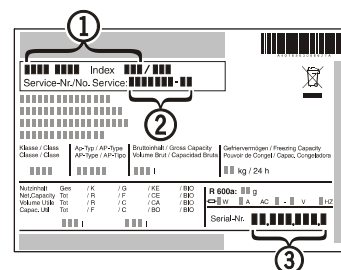 1
Index /
Service-Nr./No. Service: -
2
Klasse / Class
Classe / Clase
Ap-Typ / AP-Type
AP-Type / AP-Tipo
Bruttoinhalt / Gross Capacity
Volume Brut / Capacidad Bruta
Gefriervermögen / Freezing Capacity
Pouvoir de Congel / Capac. Congeladora
l
kg / 24 h
Nutzinhalt Ges / K / G / KE / BIO
Net.Capacity Tot / R / F / CE / BIO
Volume Utile Tot / R / C / CA / BIO
Capac. Util Tot / F / C / BO / BIO
l l
R 600a: g
W A AC - V HZ
Serial-Nr. , , ,
3